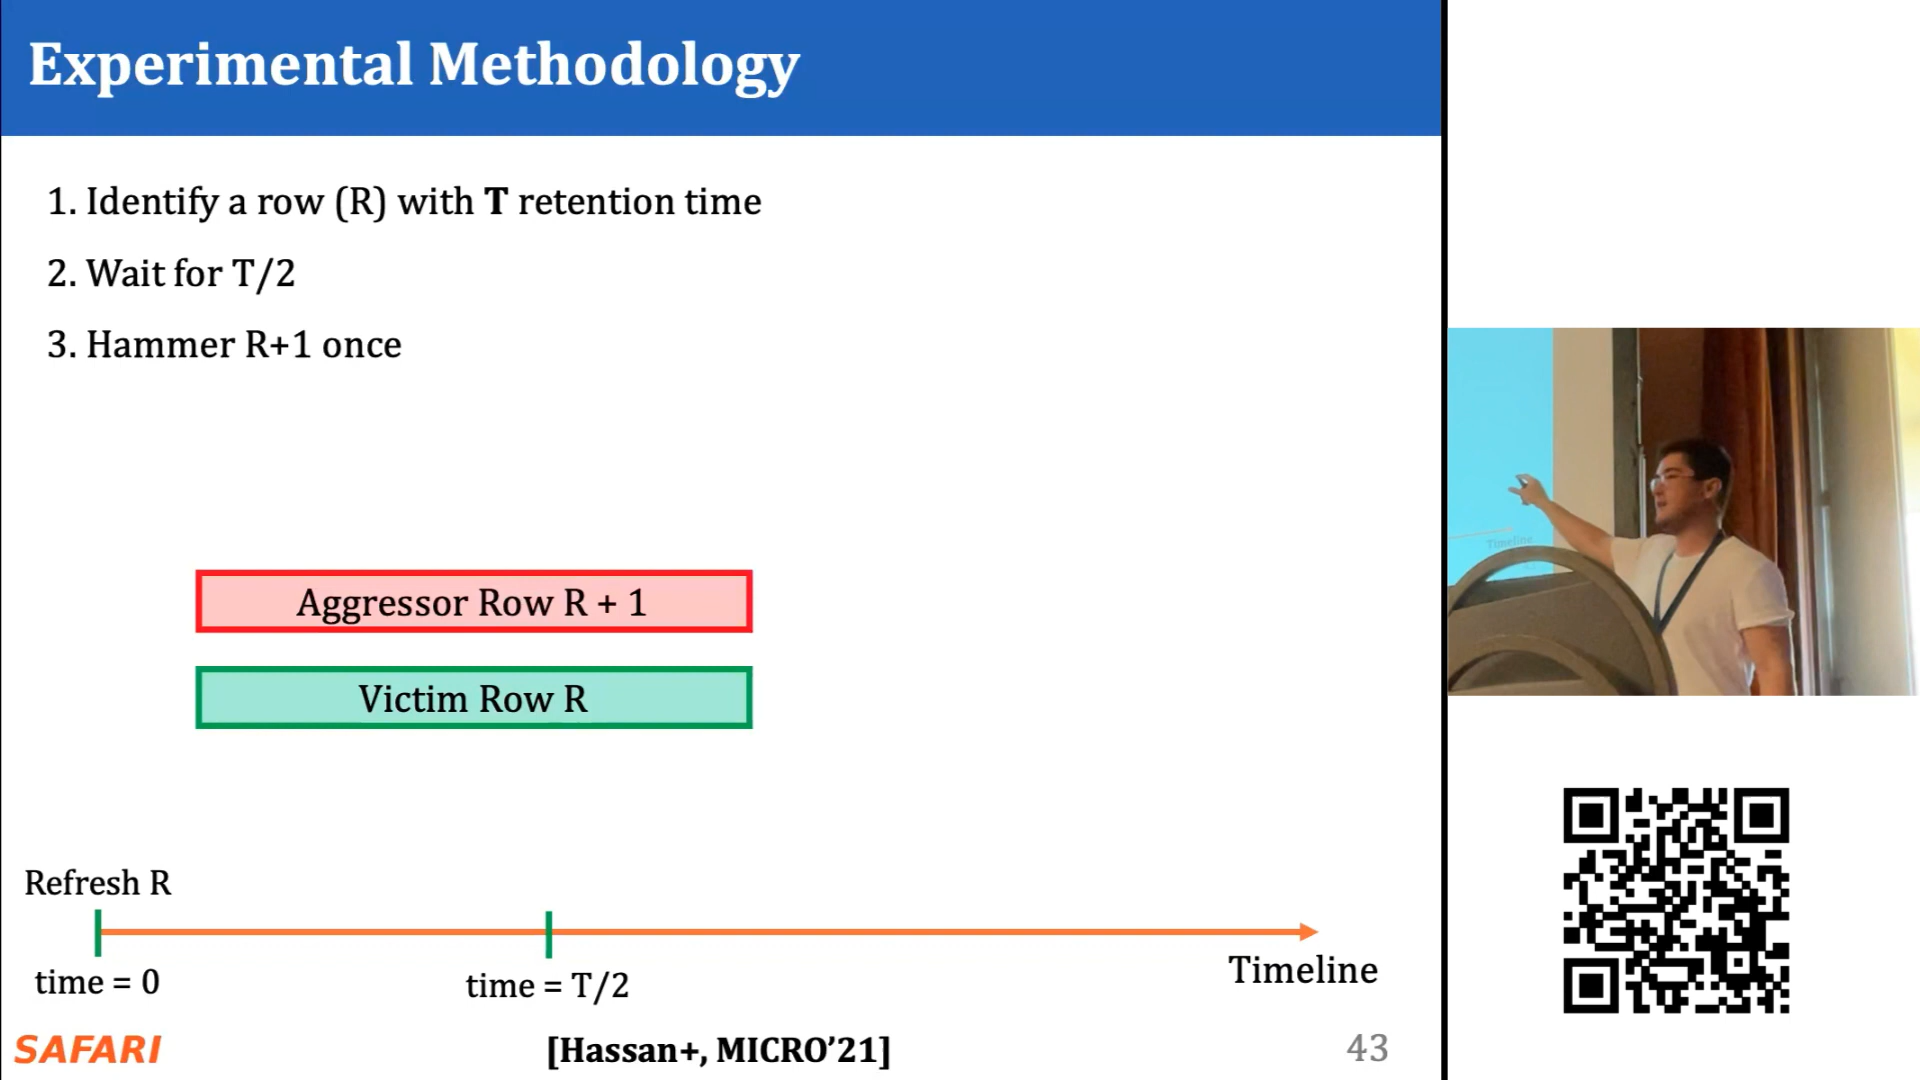 Experimental Methodology
1. Identify a row (R) with T retention time
2. Wait for T/2
3. Hammer R+1 once
Aggressor Row R + 1
Victim Row R
Refresh R
time = 0
time = T/2
Timeline
SAFARI
[Hassan+, MICRO’21]
43
Timeline